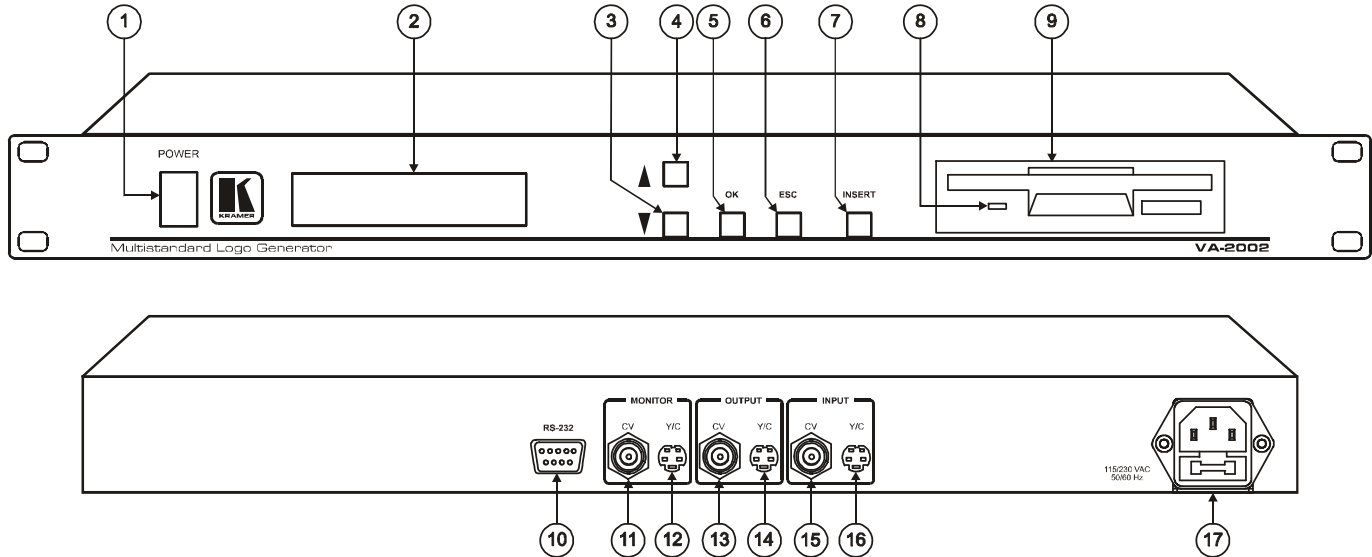 1 2 3 4 5 6 7 8 9
POWER
▲
OK ESC INSERT
K
KRAMER
▼
Multistandard Logo Generator VA-2002
MONITOR OUTPUT INPUT
RS-232 CV Y/C CV Y/C CV Y/C
115/230 VAC
50/60 Hz
10 11 12 13 14 15 16 17